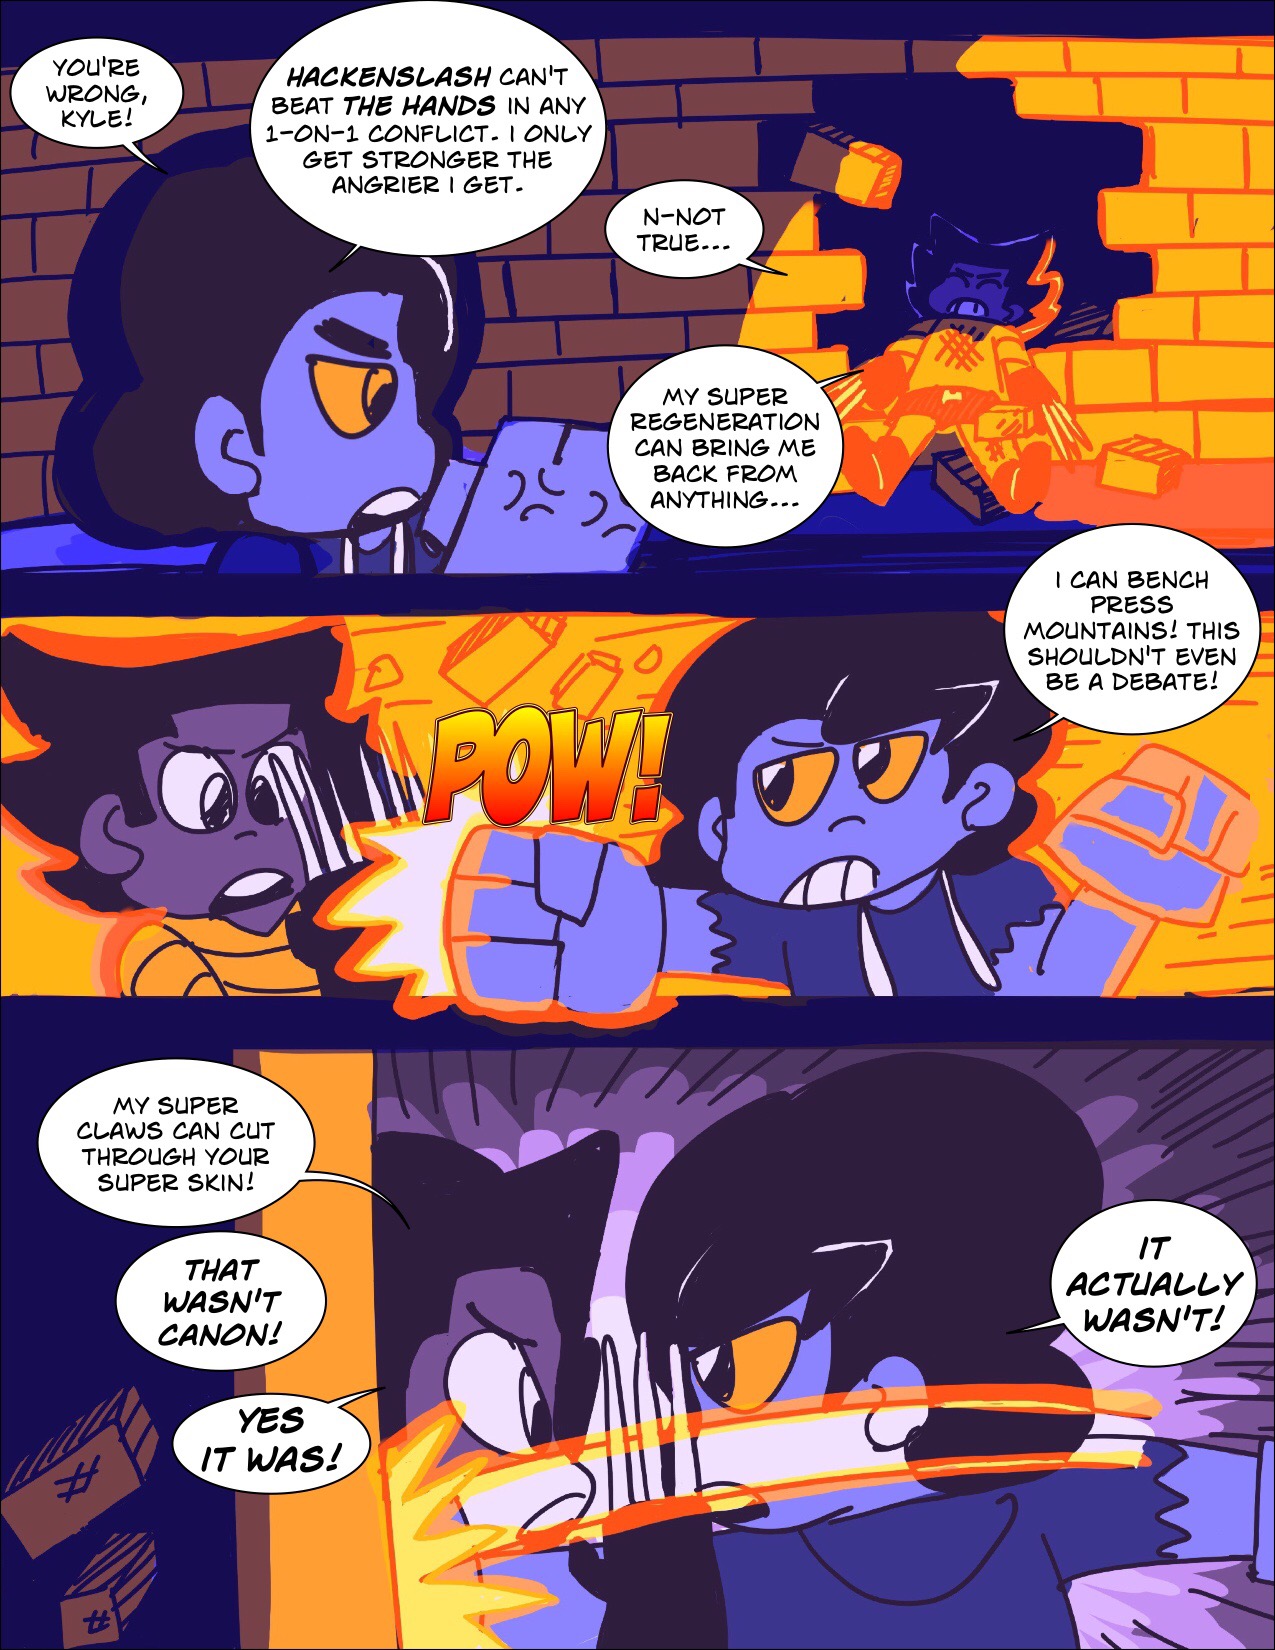 YOU'RE
WRONG,
KYLE!
HACKENSLASH CAN'T
BEAT THE HANDS IN ANY
1-ON-1 CONFLICT. I ONLY
GET STRONGER THE
ANGRIER I GET.
N-NOT
TRUE...
MY SUPER
REGENERATION
CAN BRING ME
BACK FROM
ANYTHING...
I CAN BENCH
PRESS
MOUNTAINS! THIS
SHOULDN'T EVEN
BE A DEBATE!
POW!
MY SUPER
CLAWS CAN CUT
THROUGH YOUR
SUPER SKIN!
THAT
WASN'T
CANON!
IT
ACTUALLY
WASN'T!
YES
IT WAS!